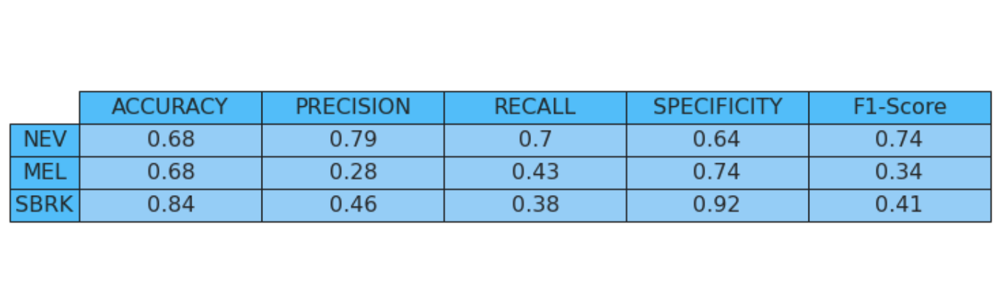 ACCURACY PRECISION RECALL SPECIFICITY F1-Score
NEV 0.68 0.79 0.7 0.64 0.74
MEL 0.68 0.28 0.43 0.74 0.34
SBRK 0.84 0.46 0.38 0.92 0.41